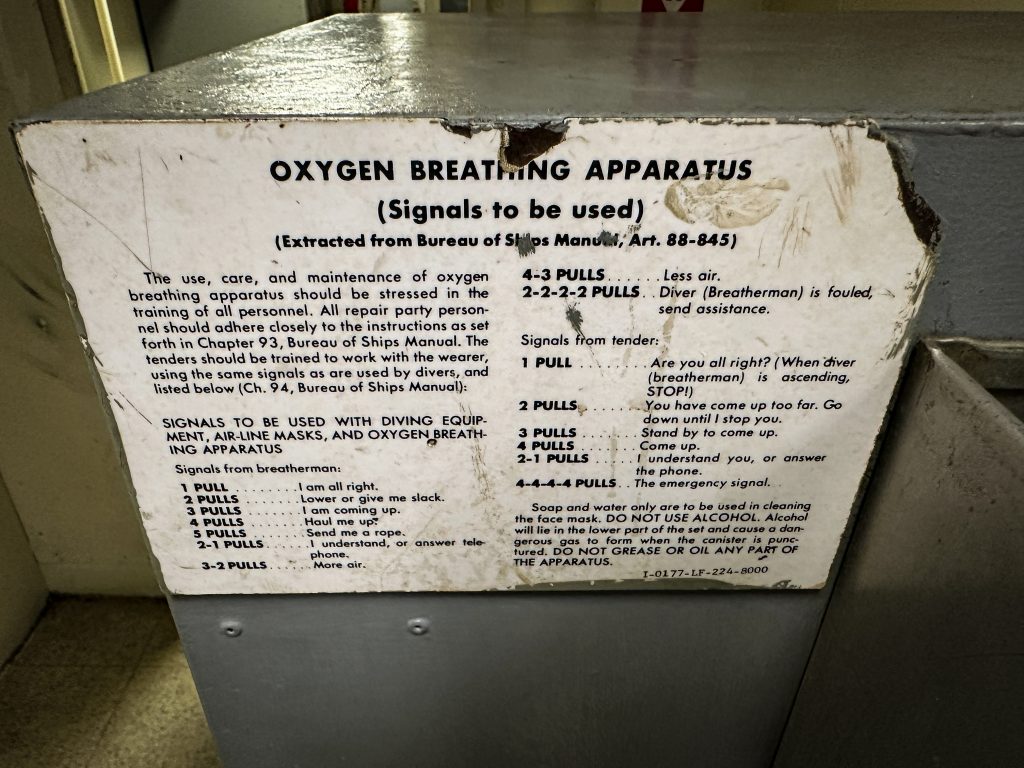 OXYGEN BREATHING APPARATUS
(Signals to be used)
(Extracted from Bureau of Ships Manual, Art. 88-845)
The use, care, and maintenance of oxygen
breathing apparatus should be stressed in the
training of all personnel. All repair party person-
nel should adhere closely to the instructions as set
forth in Chapter 93, Bureau of Ships Manual. The
tenders should be trained to work with the wearer,
using the same signals as are used by divers, and
listed below (Ch. 94, Bureau of Ships Manual):
SIGNALS TO BE USED WITH DIVING EQUIP-
MENT, AIR-LINE MASKS, AND OXYGEN BREATH-
ING APPARATUS
Signals from breatherman:
1 PULL ........ I am all right.
2 PULLS ....... Lower or give me slack.
3 PULLS ....... I am coming up.
4 PULLS ....... Haul me up.
5 PULLS ....... Send me a rope.
2-1 PULLS ...... I understand, or answer tele-
phone.
3-2 PULLS ...... More air.
4-3 PULLS ...... Less air.
2-2-2-2 PULLS .. Diver (Breatherman) is fouled,
send assistance.
Signals from tender:
1 PULL ......... Are you all right? (When diver
(breatherman) is ascending,
STOP!)
2 PULLS ........ You have come up too far. Go
down until I stop you.
3 PULLS ....... Stand by to come up.
4 PULLS ....... Come up.
2-1 PULLS ...... I understand you, or answer
the phone.
4-4-4-4 PULLS .. The emergency signal.
Soap and water only are to be used in cleaning
the face mask. DO NOT USE ALCOHOL. Alcohol
will lie in the lower part of the set and cause a dan-
gerous gas to form when the canister is punc-
tured. DO NOT GREASE OR OIL ANY PART OF
THE APPARATUS.
I-0177-LF-224-8000